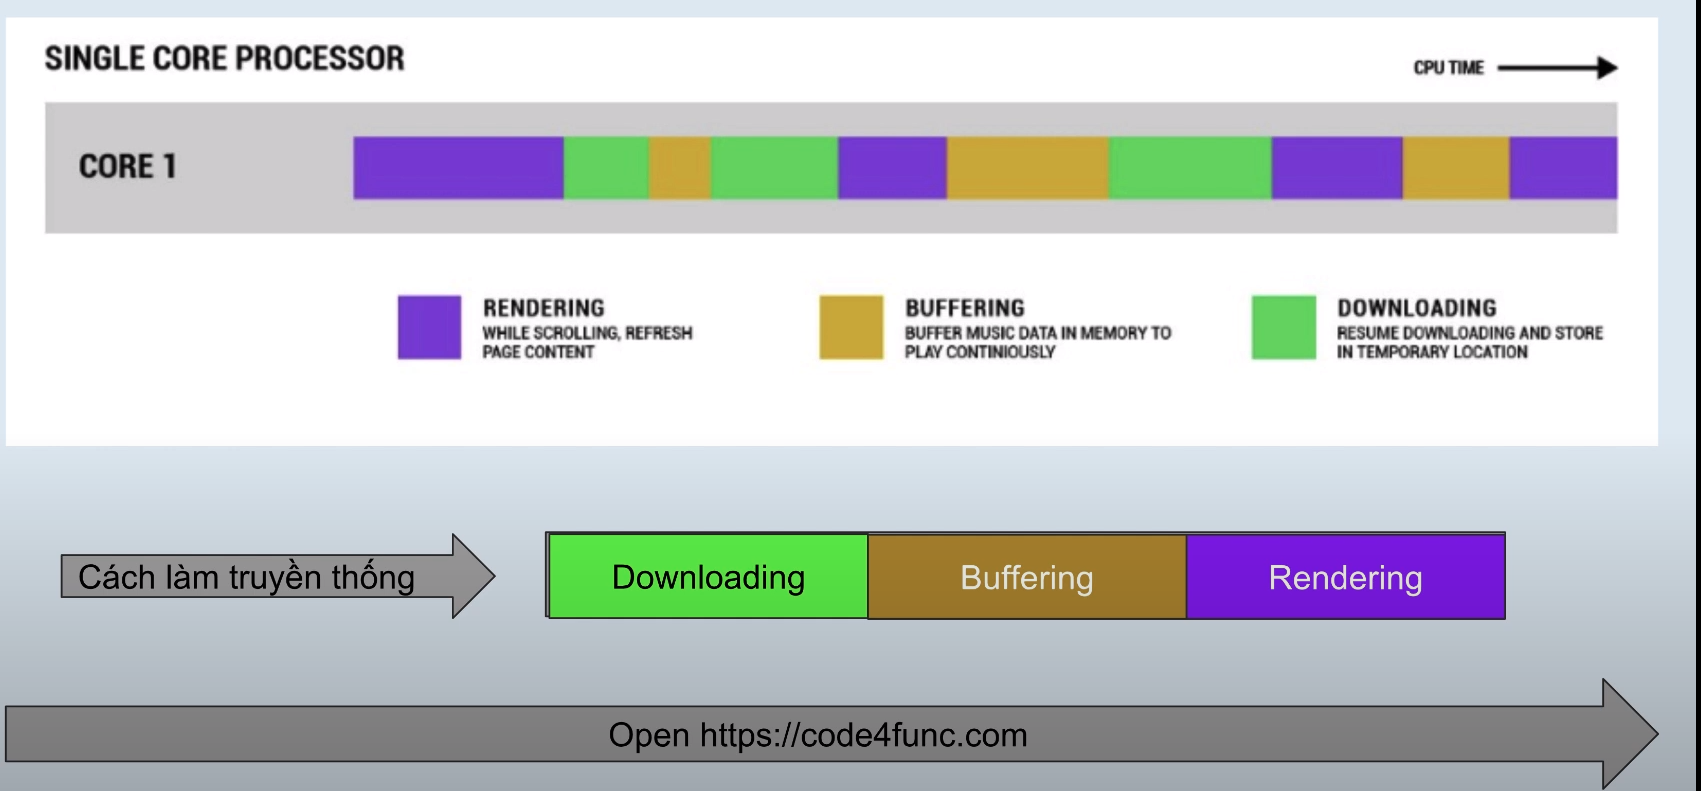 SINGLE CORE PROCESSOR
CPU TIME
CORE 1
RENDERING
WHILE SCROLLING, REFRESH
PAGE CONTENT
BUFFERING
BUFFER MUSIC DATA IN MEMORY TO
PLAY CONTINIOUSLY
DOWNLOADING
RESUME DOWNLOADING AND STORE
IN TEMPORARY LOCATION
Cách làm truyền thống
Downloading
Buffering
Rendering
Open https://code4func.com